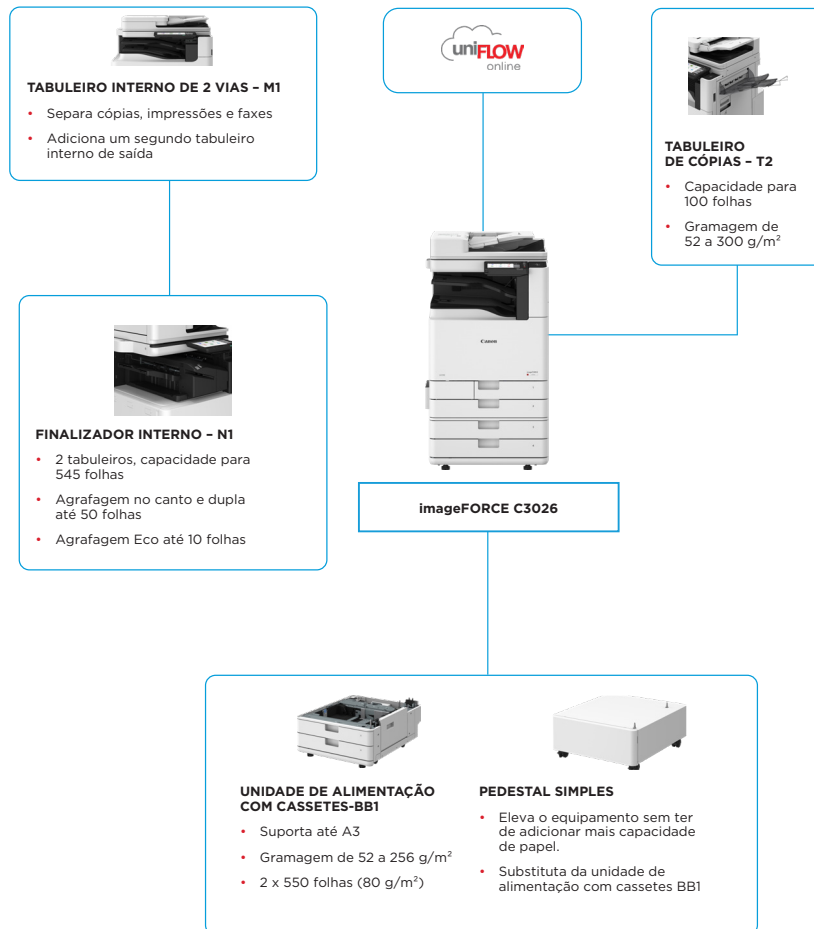 TABULEIRO INTERNO DE 2 VIAS – M1
• Separa cópias, impressões e faxes
• Adiciona um segundo tabuleiro
interno de saída
uniFLOW
online
TABULEIRO
DE CÓPIAS – T2
• Capacidade para
100 folhas
• Gramagem de
52 a 300 g/m²
Canon
FINALIZADOR INTERNO – N1
• 2 tabuleiros, capacidade para
545 folhas
• Agrafagem no canto e dupla
até 50 folhas
• Agrafagem Eco até 10 folhas
imageFORCE C3026
UNIDADE DE ALIMENTAÇÃO
COM CASSETES-BB1
• Suporta até A3
• Gramagem de 52 a 256 g/m²
• 2 x 550 folhas (80 g/m²)
PEDESTAL SIMPLES
• Eleva o equipamento sem ter
de adicionar mais capacidade
de papel.
• Substituta da unidade de
alimentação com cassetes BB1